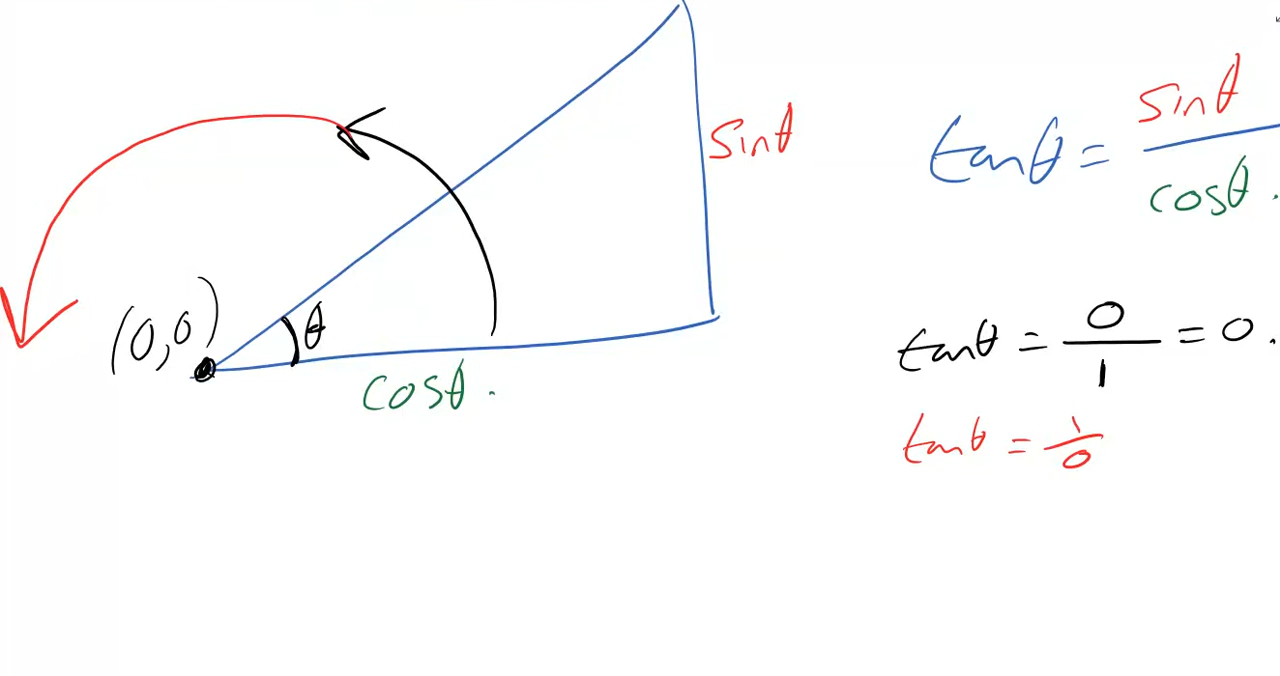 sinθ
tanθ = sinθ / cosθ.
(0,0)
θ
cosθ.
tanθ = 0/1 = 0.
tanθ = 1/0